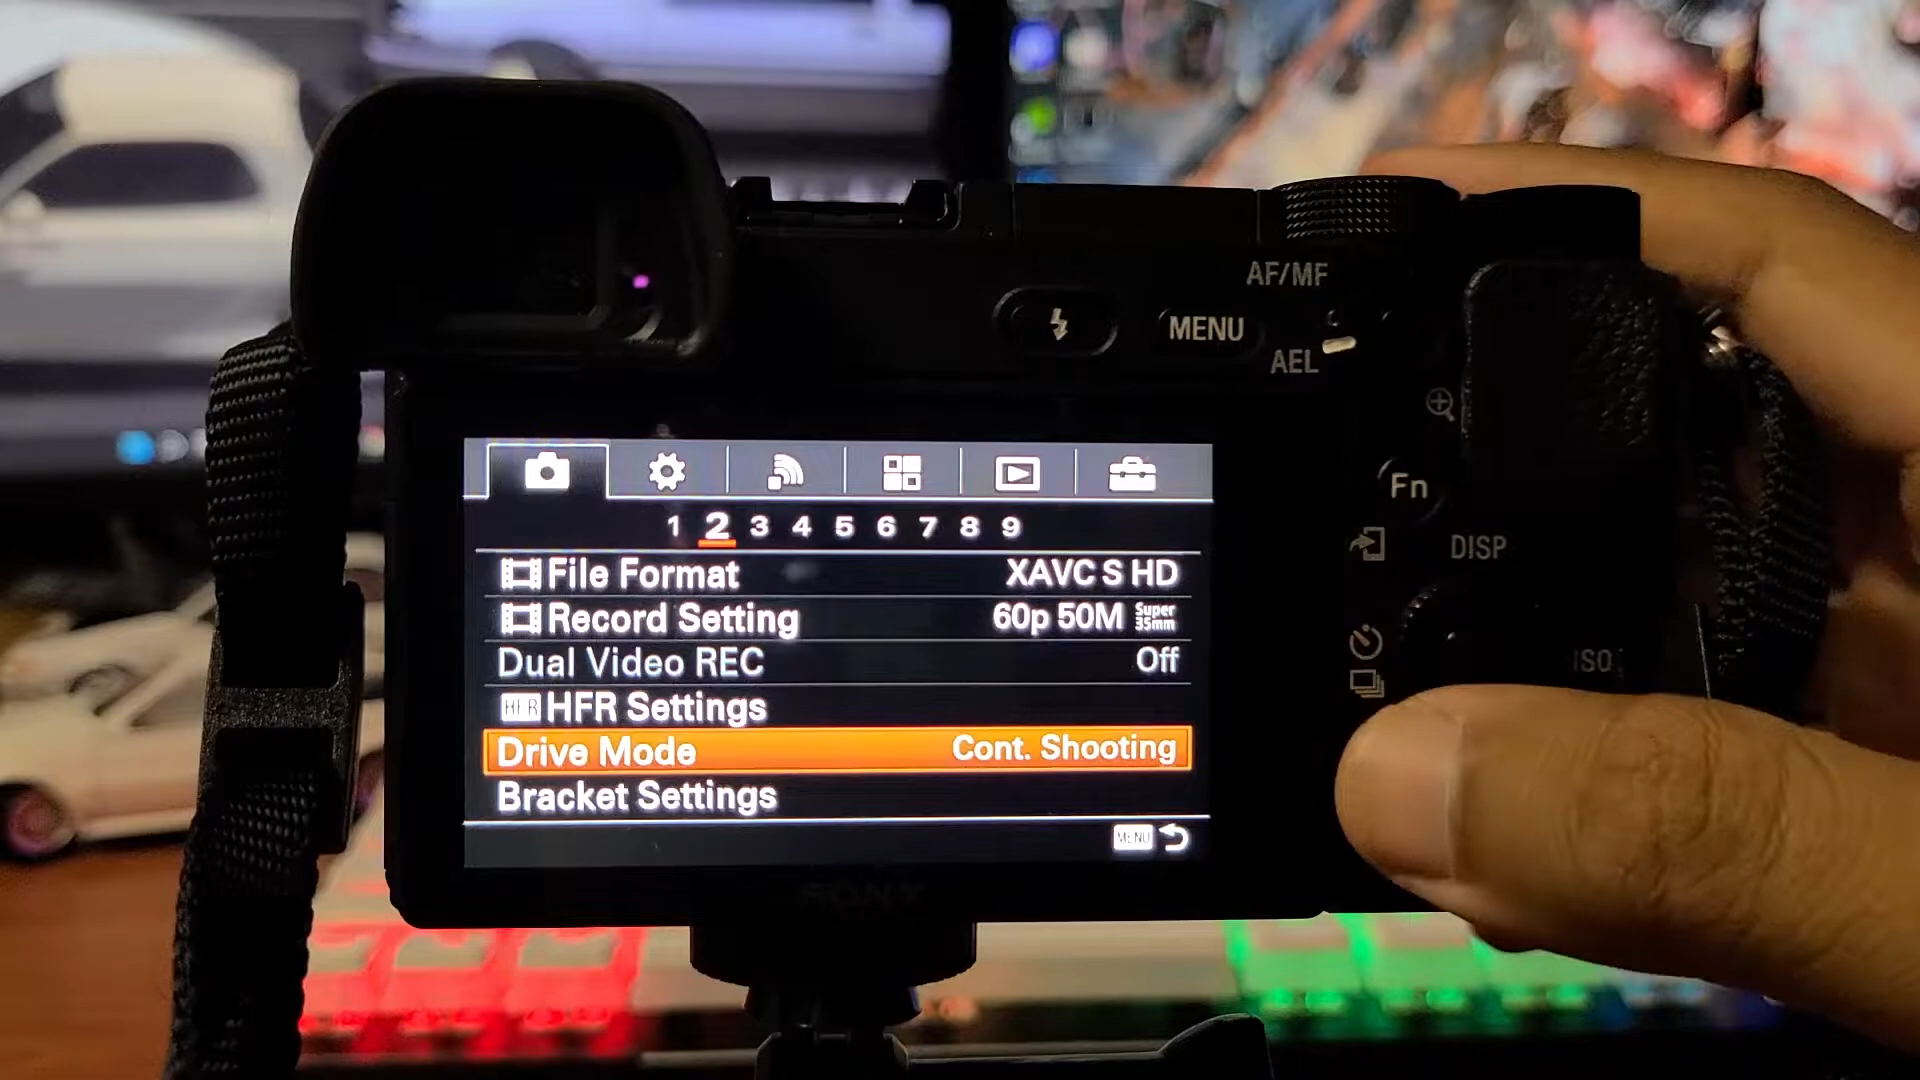 AF/MF
MENU
AEL
Fn
DISP
ISO
1 2 3 4 5 6 7 8 9
File Format XAVC S HD
Record Setting 60p 50M Super 35mm
Dual Video REC Off
HFR HFR Settings
Drive Mode Cont. Shooting
Bracket Settings
MENU
SONY